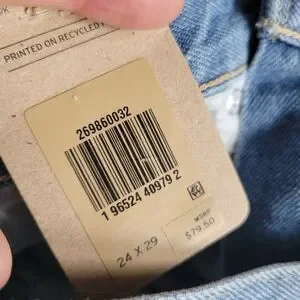 PRINTED ON RECYCLED
269860032
1 96524 40979 2
24 X 29
MSRP
$79.50